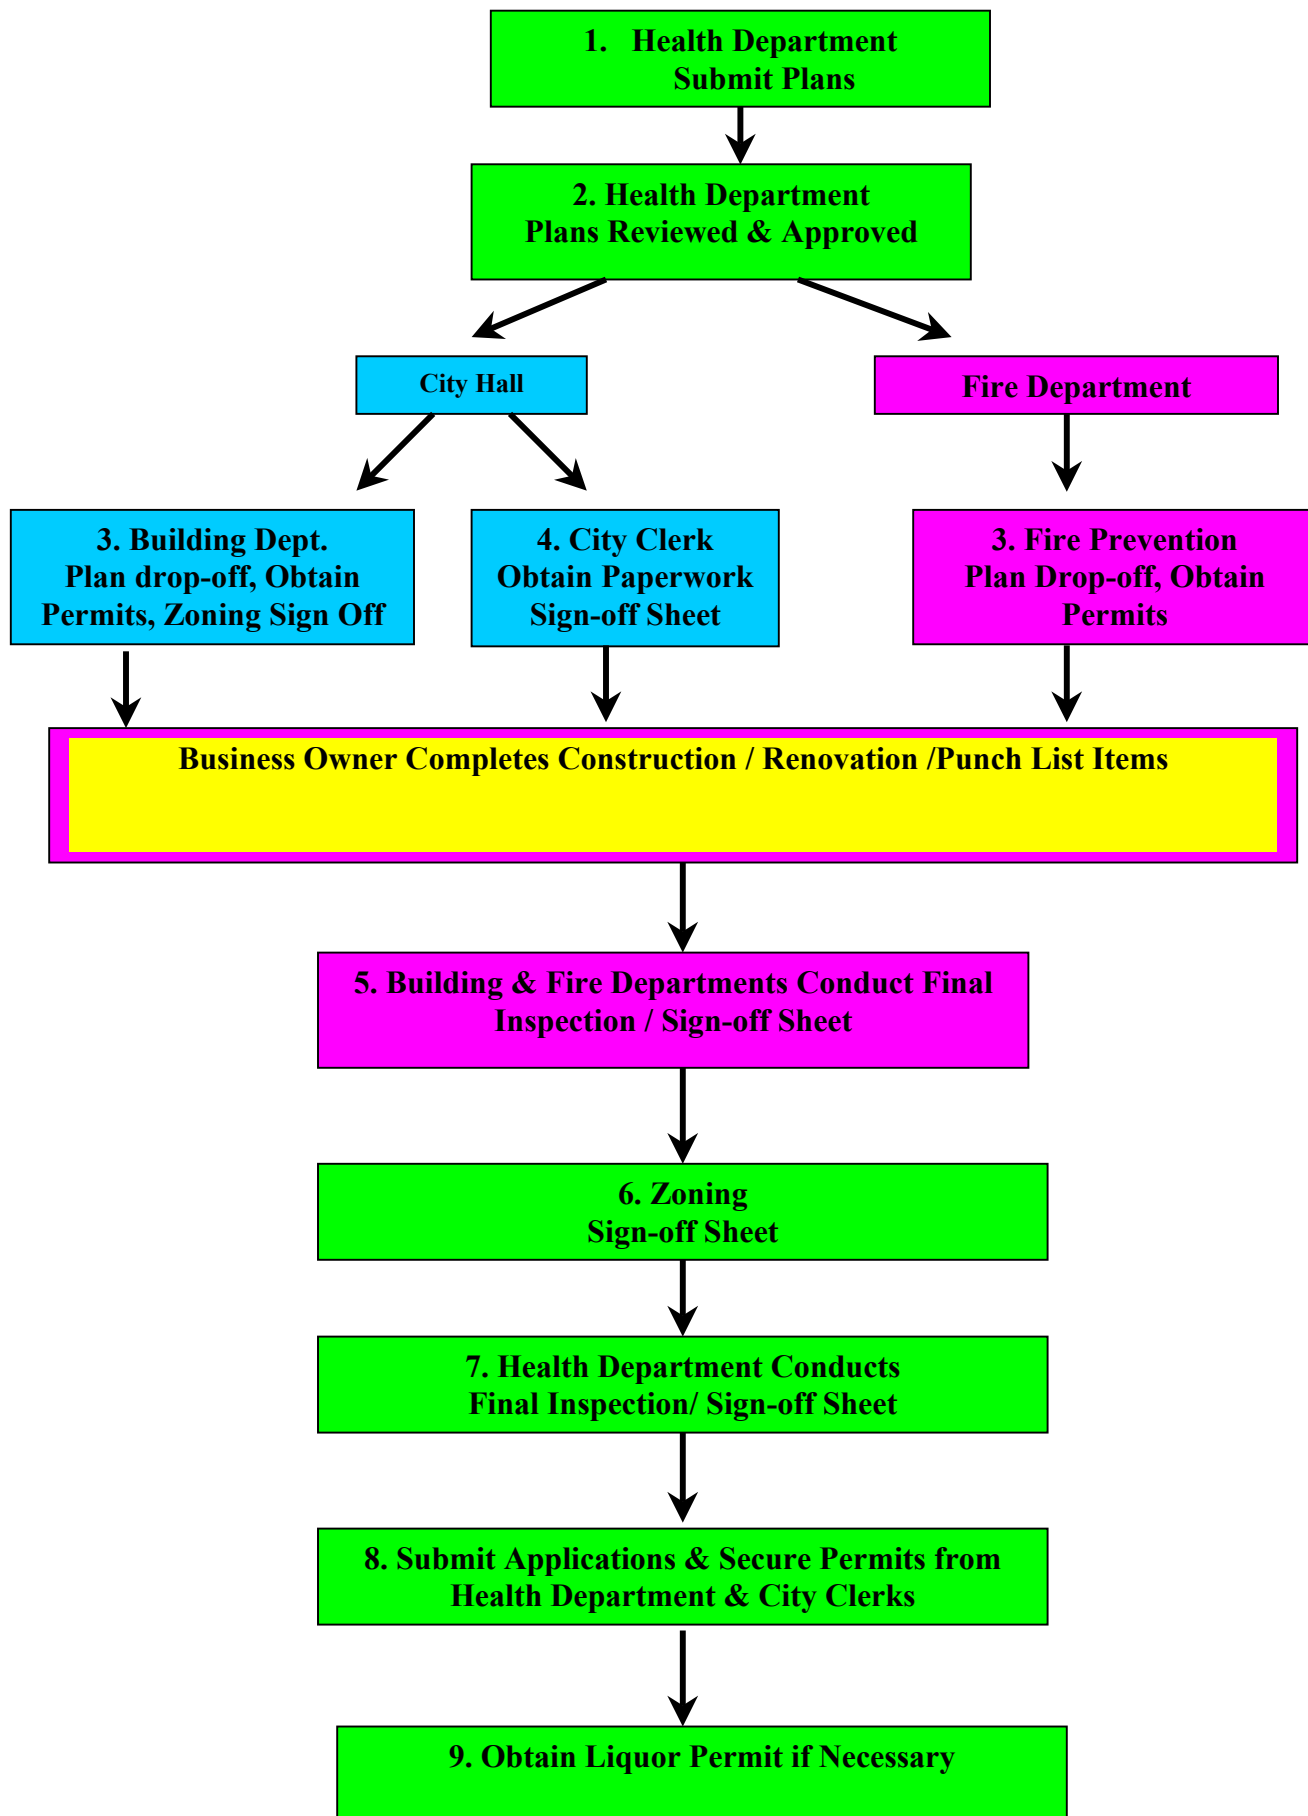 1. Health Department
Submit Plans
2. Health Department
Plans Reviewed & Approved
City Hall
Fire Department
3. Building Dept.
Plan drop-off, Obtain
Permits, Zoning Sign Off
4. City Clerk
Obtain Paperwork
Sign-off Sheet
3. Fire Prevention
Plan Drop-off, Obtain
Permits
Business Owner Completes Construction / Renovation /Punch List Items
5. Building & Fire Departments Conduct Final
Inspection / Sign-off Sheet
6. Zoning
Sign-off Sheet
7. Health Department Conducts
Final Inspection/ Sign-off Sheet
8. Submit Applications & Secure Permits from
Health Department & City Clerks
9. Obtain Liquor Permit if Necessary